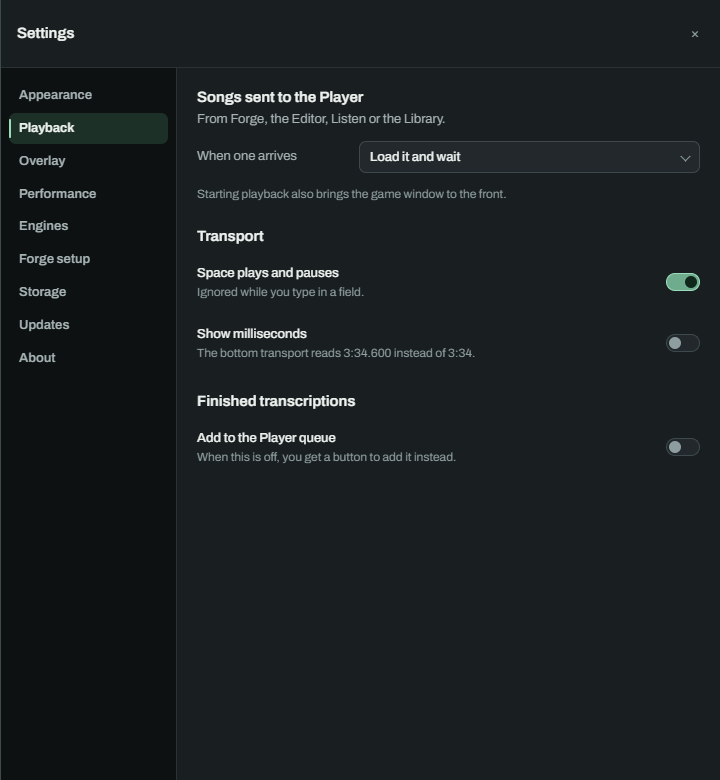 Settings
×
Appearance
Playback
Overlay
Performance
Engines
Forge setup
Storage
Updates
About
Songs sent to the Player
From Forge, the Editor, Listen or the Library.
When one arrives
Load it and wait
Starting playback also brings the game window to the front.
Transport
Space plays and pauses
Ignored while you type in a field.
Show milliseconds
The bottom transport reads 3:34.600 instead of 3:34.
Finished transcriptions
Add to the Player queue
When this is off, you get a button to add it instead.